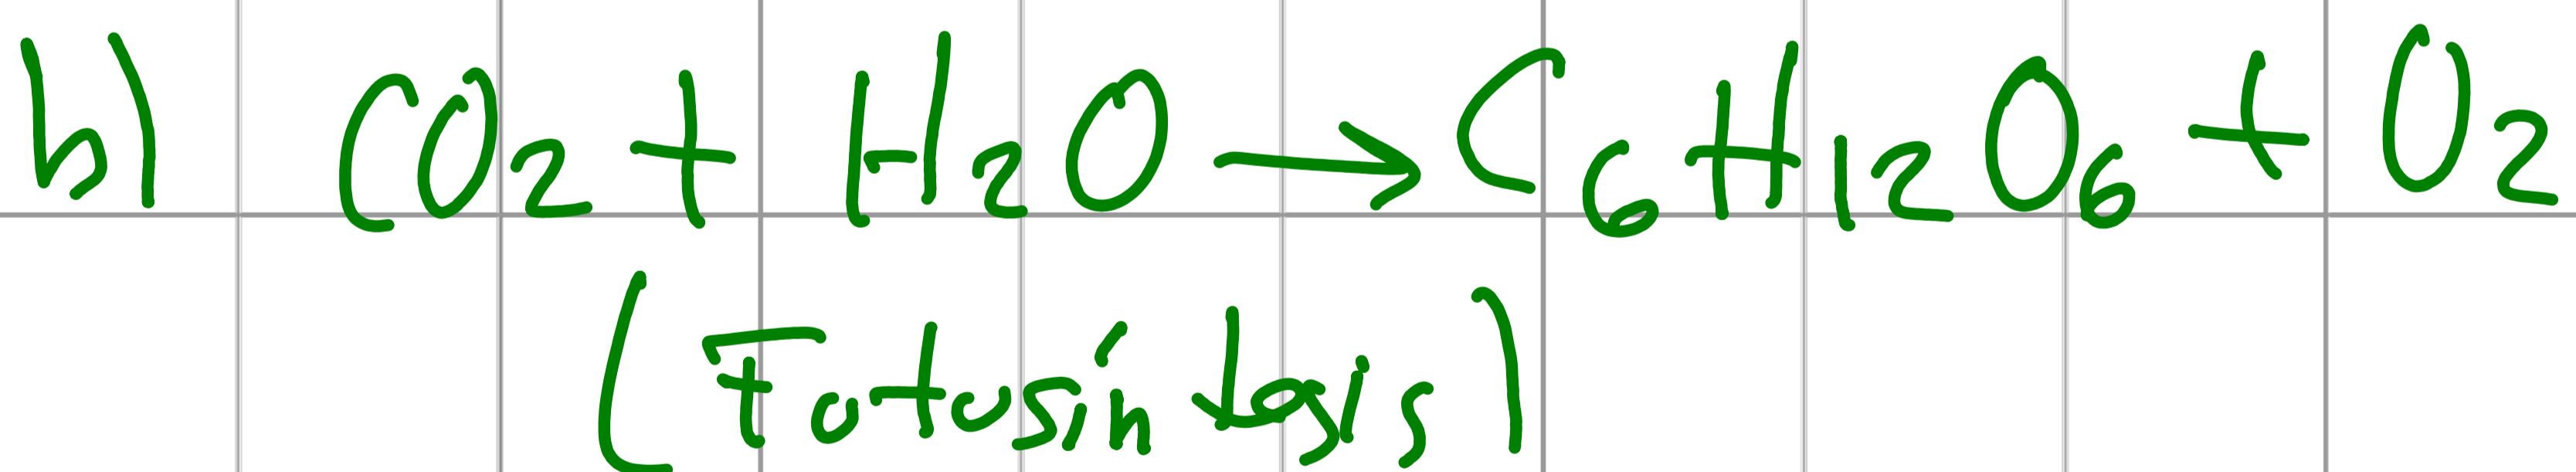 h) CO₂ + H₂O → C₆H₁₂O₆ + O₂
(Fotosíntesis)